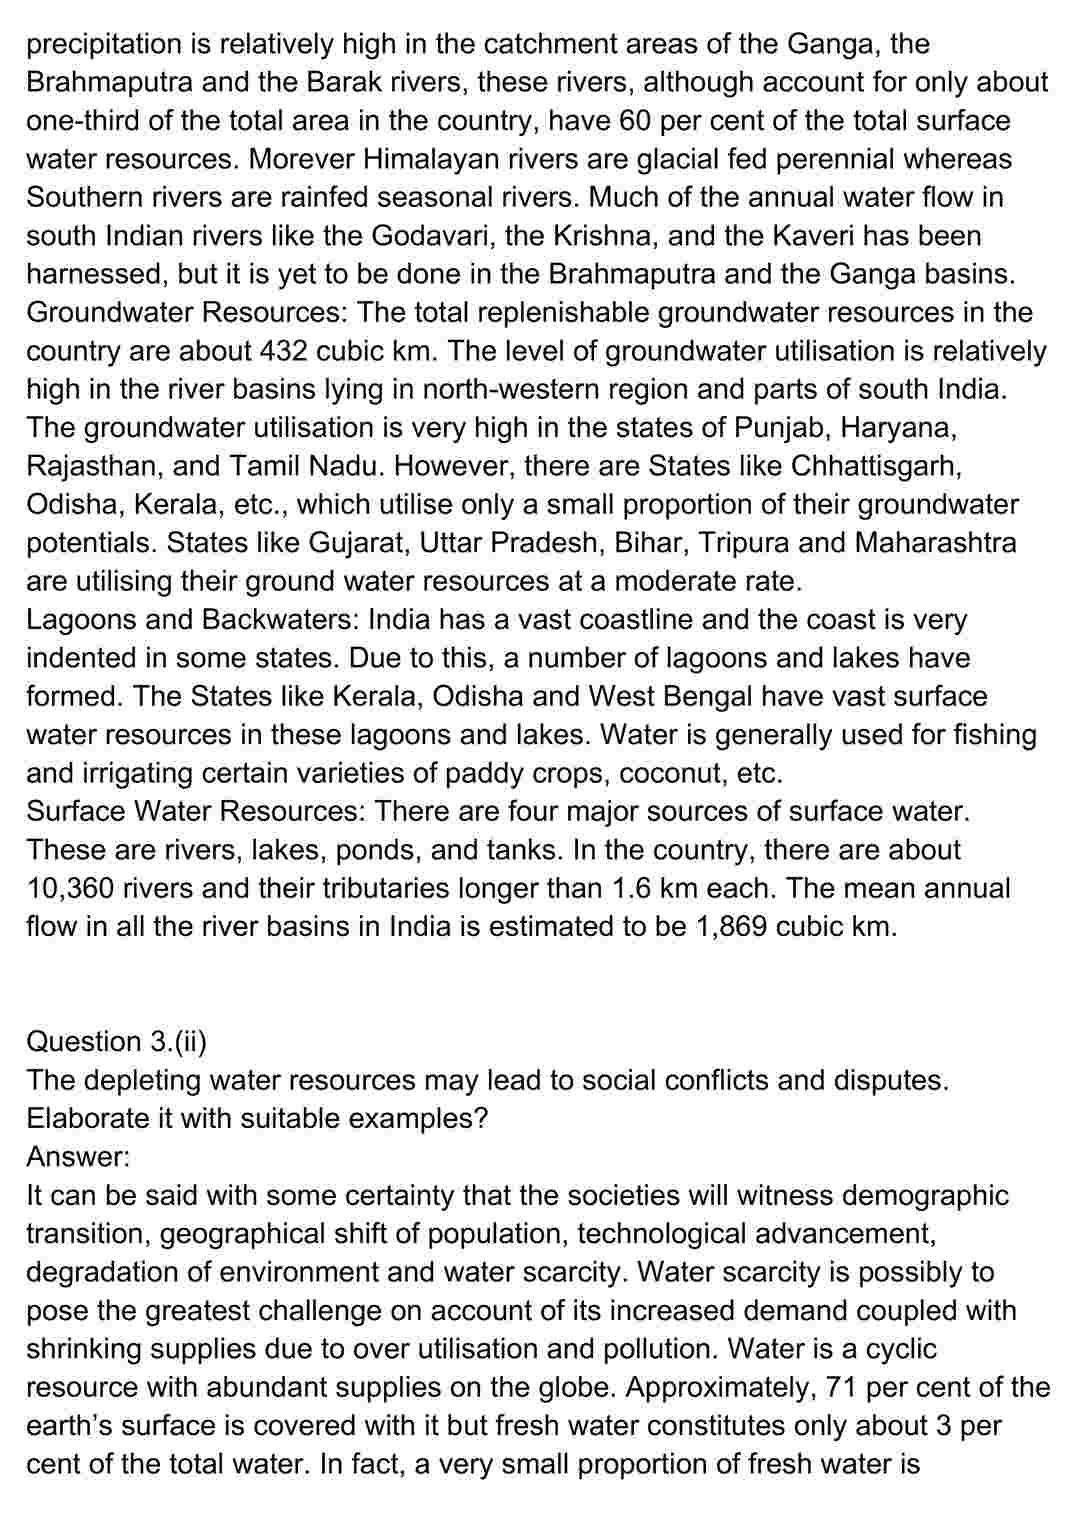 precipitation is relatively high in the catchment areas of the Ganga, the
Brahmaputra and the Barak rivers, these rivers, although account for only about
one-third of the total area in the country, have 60 per cent of the total surface
water resources. Morever Himalayan rivers are glacial fed perennial whereas
Southern rivers are rainfed seasonal rivers. Much of the annual water flow in
south Indian rivers like the Godavari, the Krishna, and the Kaveri has been
harnessed, but it is yet to be done in the Brahmaputra and the Ganga basins.
Groundwater Resources: The total replenishable groundwater resources in the
country are about 432 cubic km. The level of groundwater utilisation is relatively
high in the river basins lying in north-western region and parts of south India.
The groundwater utilisation is very high in the states of Punjab, Haryana,
Rajasthan, and Tamil Nadu. However, there are States like Chhattisgarh,
Odisha, Kerala, etc., which utilise only a small proportion of their groundwater
potentials. States like Gujarat, Uttar Pradesh, Bihar, Tripura and Maharashtra
are utilising their ground water resources at a moderate rate.
Lagoons and Backwaters: India has a vast coastline and the coast is very
indented in some states. Due to this, a number of lagoons and lakes have
formed. The States like Kerala, Odisha and West Bengal have vast surface
water resources in these lagoons and lakes. Water is generally used for fishing
and irrigating certain varieties of paddy crops, coconut, etc.
Surface Water Resources: There are four major sources of surface water.
These are rivers, lakes, ponds, and tanks. In the country, there are about
10,360 rivers and their tributaries longer than 1.6 km each. The mean annual
flow in all the river basins in India is estimated to be 1,869 cubic km.
Question 3.(ii)
The depleting water resources may lead to social conflicts and disputes.
Elaborate it with suitable examples?
Answer:
It can be said with some certainty that the societies will witness demographic
transition, geographical shift of population, technological advancement,
degradation of environment and water scarcity. Water scarcity is possibly to
pose the greatest challenge on account of its increased demand coupled with
shrinking supplies due to over utilisation and pollution. Water is a cyclic
resource with abundant supplies on the globe. Approximately, 71 per cent of the
earth's surface is covered with it but fresh water constitutes only about 3 per
cent of the total water. In fact, a very small proportion of fresh water is